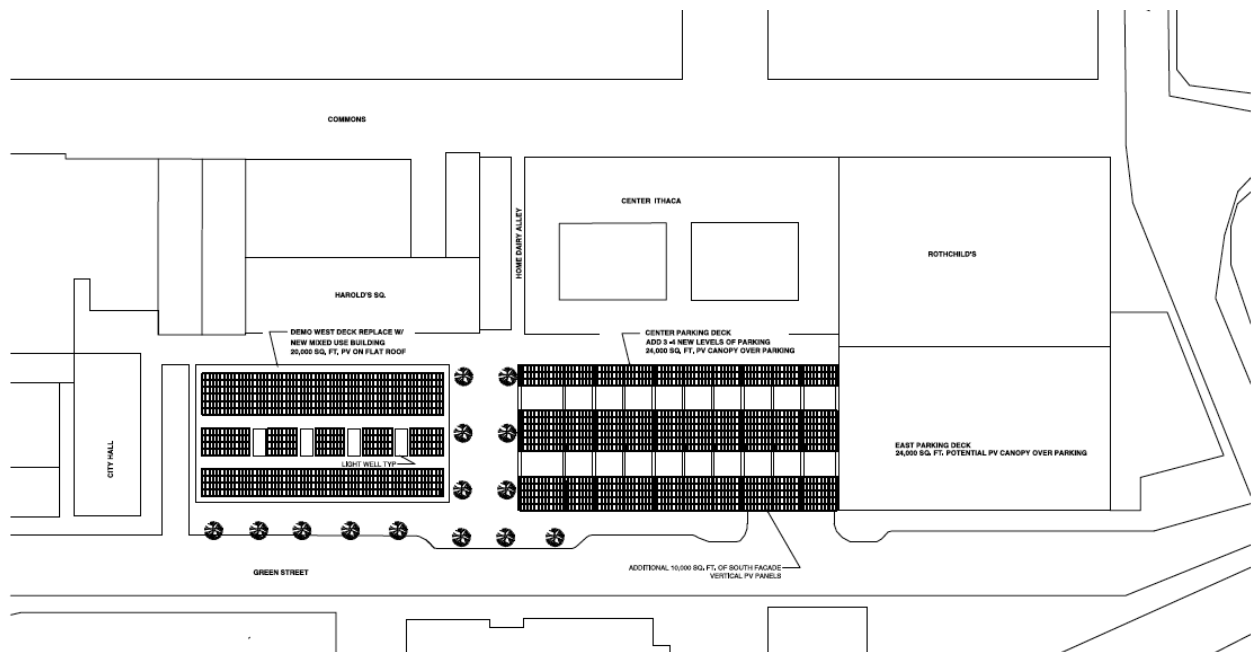 COMMONS
CENTER ITHACA
HOME DAIRY ALLEY
ROTHCHILD'S
HAROLD'S SQ.
DEMO WEST DECK REPLACE W/
NEW MIXED USE BUILDING
20,000 SQ. FT, PV ON FLAT ROOF
CENTER PARKING DECK
ADD 3 -4 NEW LEVELS OF PARKING
24,000 SQ. FT, PV CANOPY OVER PARKING
CITY HALL
LIGHT WELL TYP
EAST PARKING DECK
24,000 SQ. FT. POTENTIAL PV CANOPY OVER PARKING
GREEN STREET
ADDITIONAL 10,000 SQ. FT. OF SOUTH FACADE
VERTICAL PV PANELS